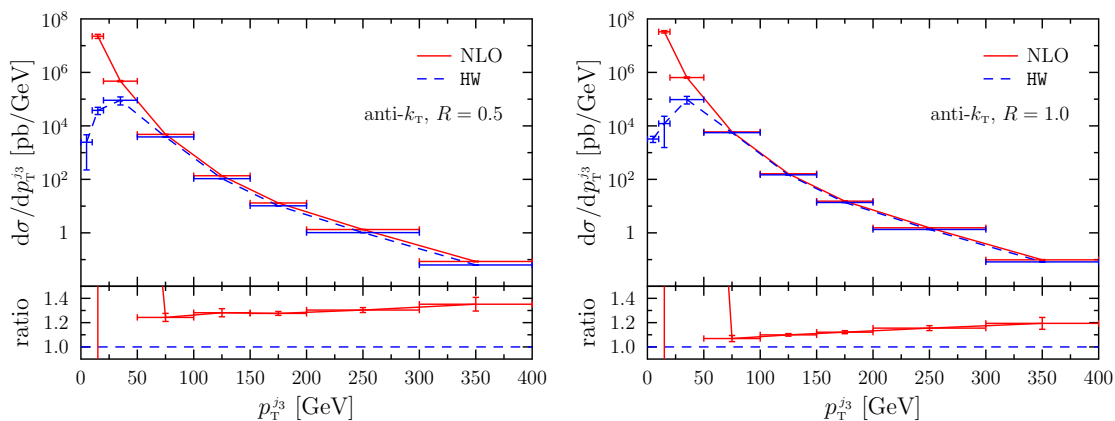 10^8
10^6
10^4
10^2
1
dσ/dp_T^{j_3} [pb/GeV]
NLO
HW
anti-k_T, R = 0.5
1.4
1.2
1.0
ratio
0 50 100 150 200 250 300 350 400
p_T^{j_3} [GeV]
10^8
10^6
10^4
10^2
1
dσ/dp_T^{j_3} [pb/GeV]
NLO
HW
anti-k_T, R = 1.0
1.4
1.2
1.0
ratio
0 50 100 150 200 250 300 350 400
p_T^{j_3} [GeV]